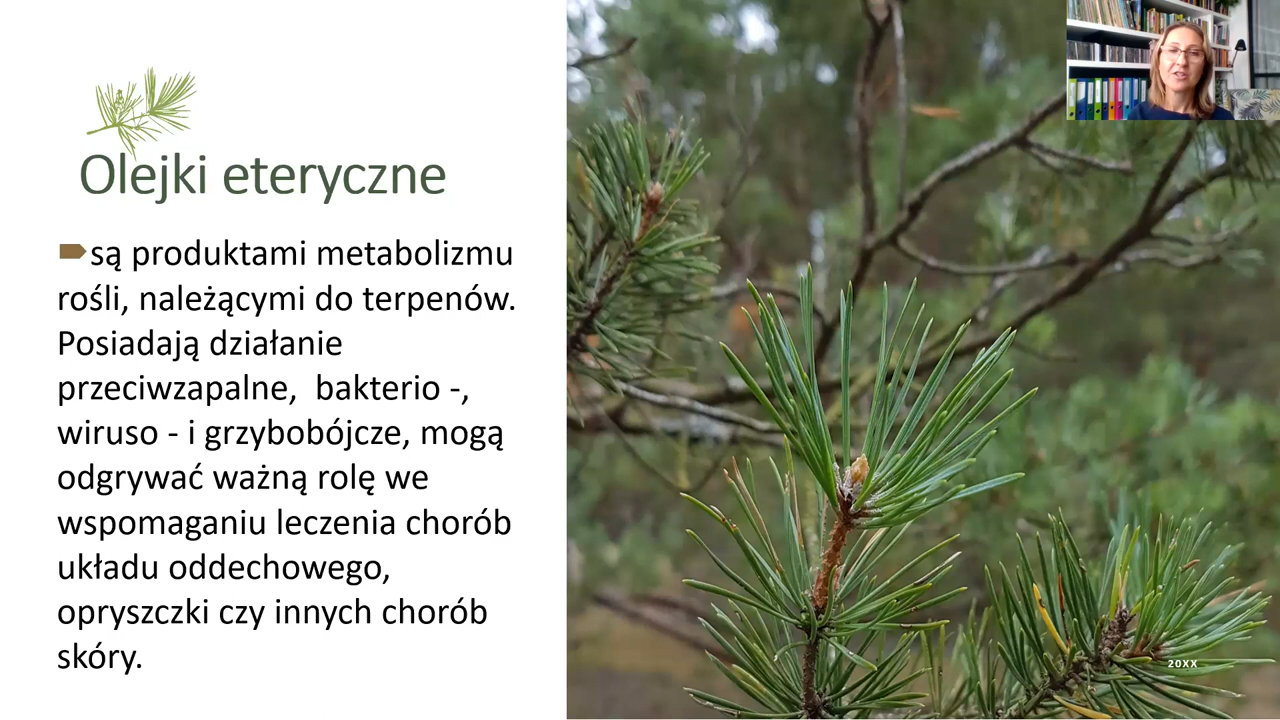 Olejki eteryczne
są produktami metabolizmu
rośli, należącymi do terpenów.
Posiadają działanie
przeciwzapalne,  bakterio -,
wiruso - i grzybobójcze, mogą
odgrywać ważną rolę we
wspomaganiu leczenia chorób
układu oddechowego,
opryszczki czy innych chorób
skóry.
20XX